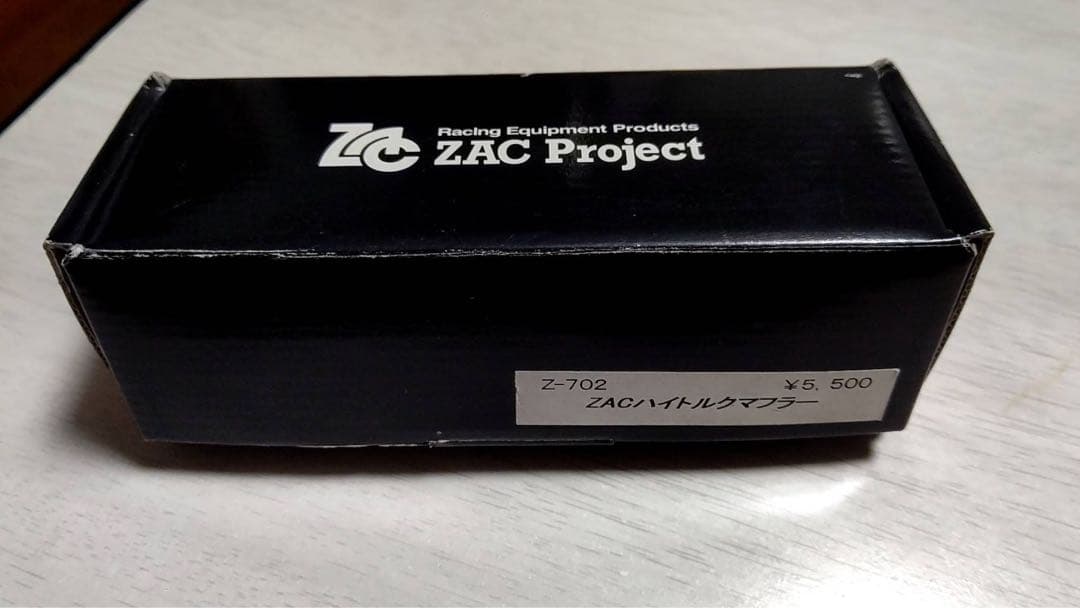 ZAC
Racing Equipment Products
ZAC Project
Z-702 ¥5,500
ZACハイトルクマフラー